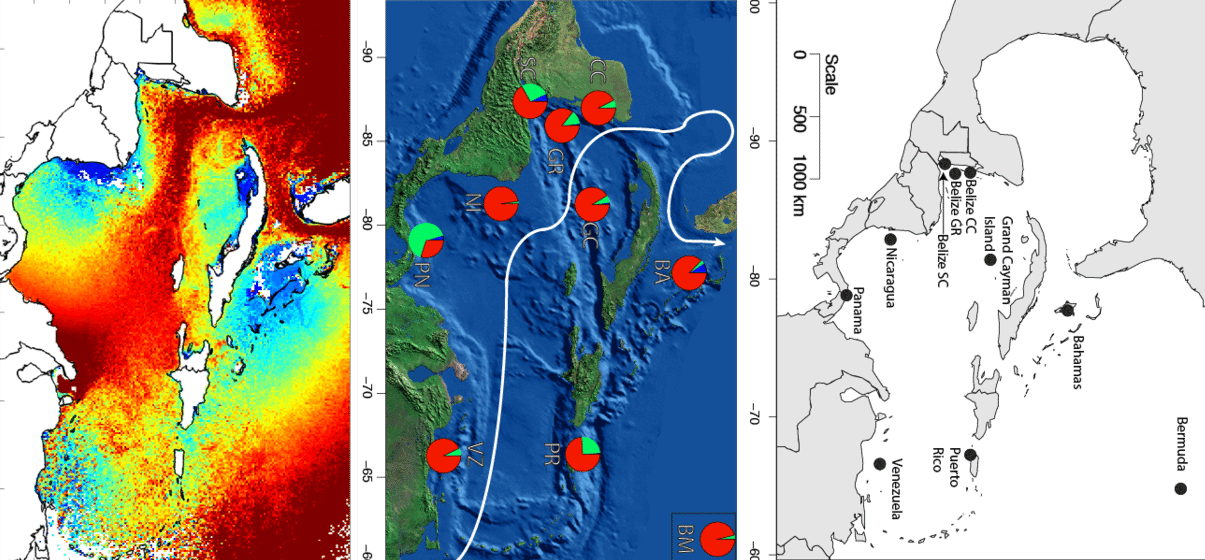 -90
-85
-80
-75
-70
-65
CC
SC
GR
GC
NI
PN
BA
VZ
PR
BM
Scale
0
500
1000 km
-90
-80
-70
Belize CC
Belize GR
Belize SC
Grand Cayman
Island
Nicaragua
Panama
Bahamas
Bermuda
Puerto
Rico
Venezuela